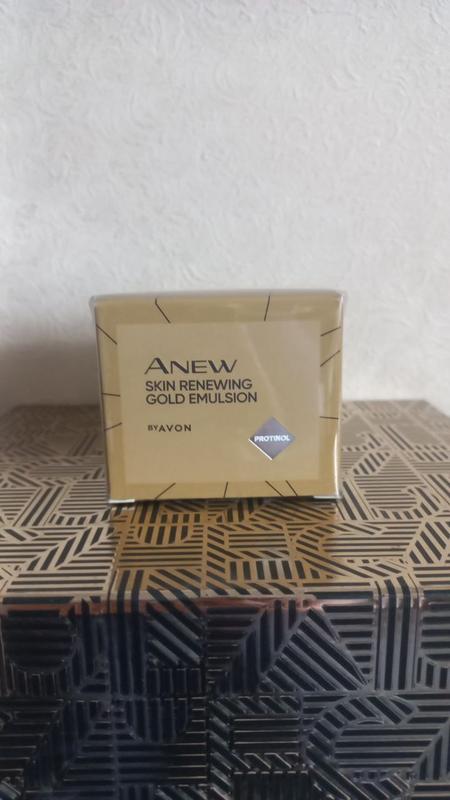 ANEW
SKIN RENEWING
GOLD EMULSION
BY AVON
PROTINOL